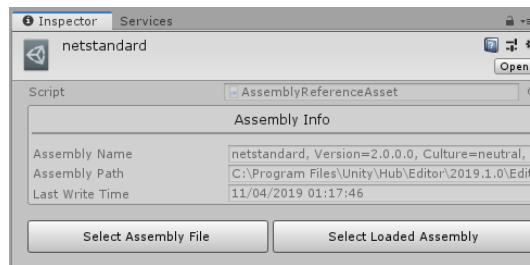 Inspector Services
netstandard
Open
Script AssemblyReferenceAsset
Assembly Info
Assembly Name netstandard, Version=2.0.0.0, Culture=neutral,
Assembly Path C:\Program Files\Unity\Hub\Editor\2019.1.0\Edit
Last Write Time 11/04/2019 01:17:46
Select Assembly File Select Loaded Assembly